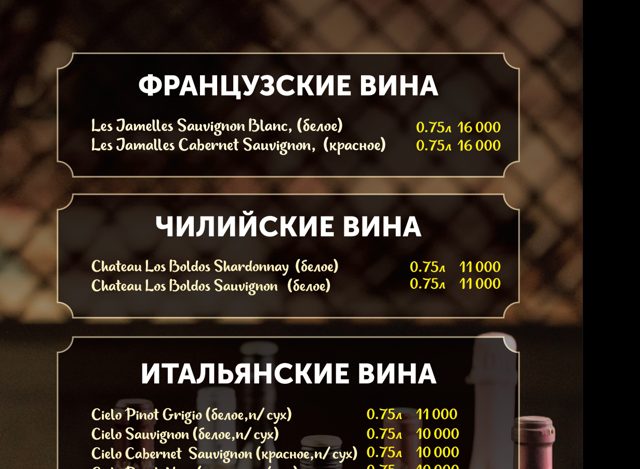 ФРАНЦУЗСКИЕ ВИНА
Les Jamelles Sauvignon Blanc, (белое) 0.75л 16 000
Les Jamalles Cabernet Sauvignon, (красное) 0.75л 16 000
ЧИЛИЙСКИЕ ВИНА
Chateau Los Boldos Shardonnay (белое) 0.75л 11 000
Chateau Los Boldos Sauvignon (белое) 0.75л 11 000
ИТАЛЬЯНСКИЕ ВИНА
Cielo Pinot Grigio (белое,п/сух) 0.75л 11 000
Cielo Sauvignon (белое,п/сух) 0.75л 10 000
Cielo Cabernet Sauvignon (красное,п/сух) 0.75л 10 000